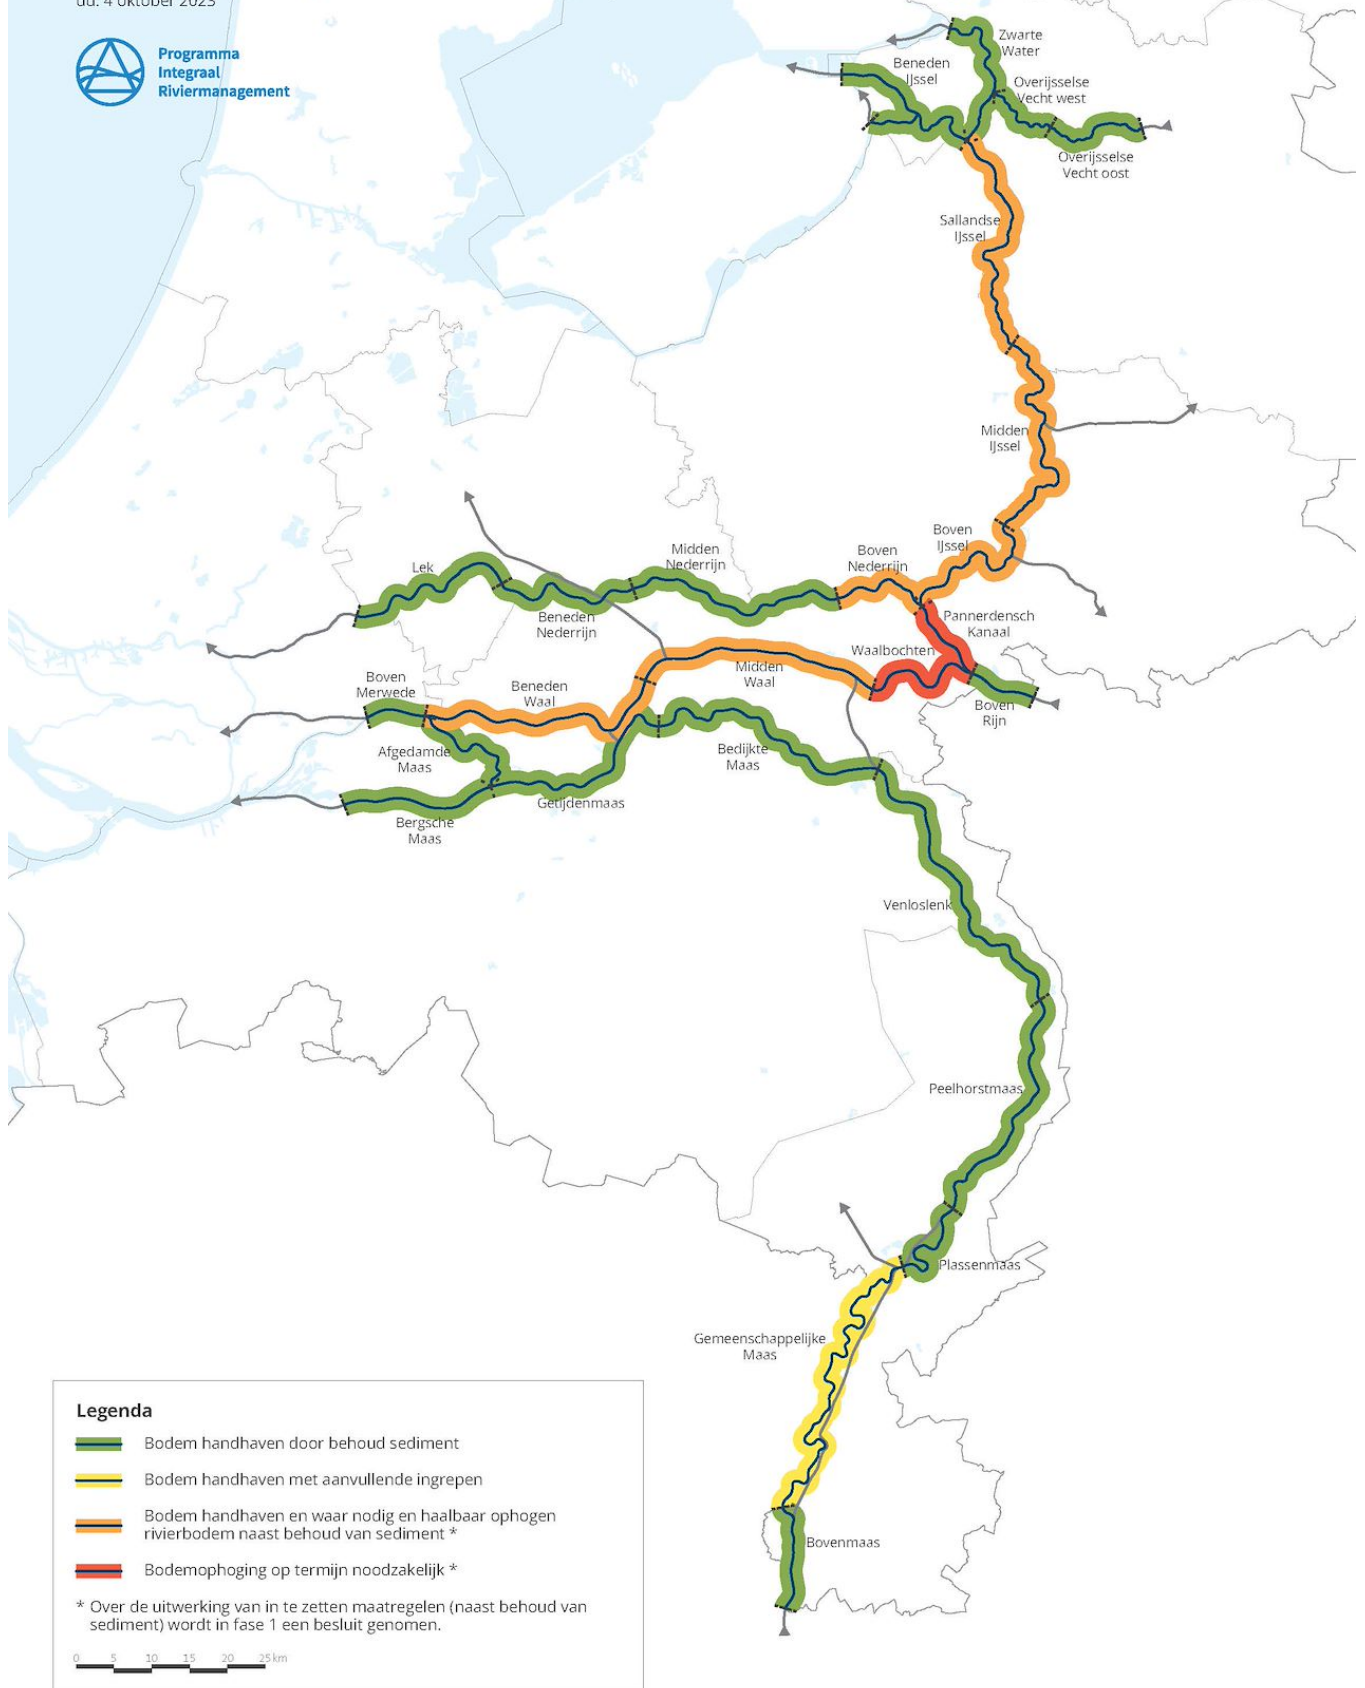 dd. 4 oktober 2023
Programma
Integraal
Riviermanagement
Zwarte
Water
Beneden
IJssel
Overijsselse
Vecht west
Overijsselse
Vecht oost
Sallandse
IJssel
Midden
IJssel
Boven
IJssel
Boven
Nederrijn
Midden
Nederrijn
Lek
Beneden
Nederrijn
Pannerdensch
Kanaal
Waalbochten
Midden
Waal
Boven
Rijn
Boven
Merwede
Beneden
Waal
Afgedamde
Maas
Bedijkte
Maas
Getijdenmaas
Bergsche
Maas
Venloslenk
Peelhorstmaas
Plassenmaas
Gemeenschappelijke
Maas
Bovenmaas
Legenda
Bodem handhaven door behoud sediment
Bodem handhaven met aanvullende ingrepen
Bodem handhaven en waar nodig en haalbaar ophogen
rivierbodem naast behoud van sediment *
Bodemophoging op termijn noodzakelijk *
* Over de uitwerking van in te zetten maatregelen (naast behoud van
sediment) wordt in fase 1 een besluit genomen.
0 5 10 15 20 25 km